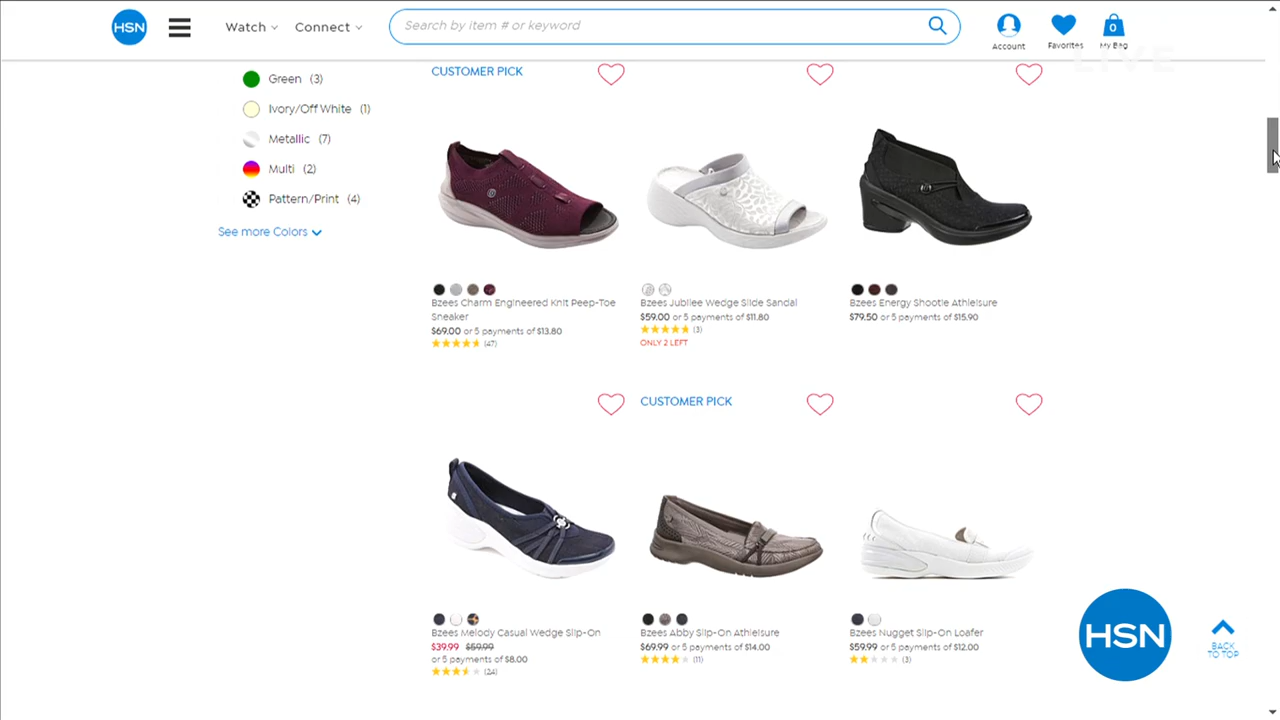 HSN
Watch
Connect
Search by item # or keyword
Account
Favorites
0
My Bag
LIVE
Green (3)
Ivory/Off White (1)
Metallic (7)
Multi (2)
Pattern/Print (4)
See more Colors
CUSTOMER PICK
Bzees Charm Engineered Knit Peep-Toe
Sneaker
$69.00 or 5 payments of $13.80
(47)
Bzees Jubilee Wedge Slide Sandal
$59.00 or 5 payments of $11.80
(3)
ONLY 2 LEFT
Bzees Energy Shootie Athleisure
$79.50 or 5 payments of $15.90
CUSTOMER PICK
Bzees Melody Casual Wedge Slip-On
$39.99 $59.99
or 5 payments of $8.00
(24)
Bzees Abby Slip-On Athleisure
$69.99 or 5 payments of $14.00
(11)
Bzees Nugget Slip-On Loafer
$59.99 or 5 payments of $12.00
(3)
HSN
BACK
TO TOP